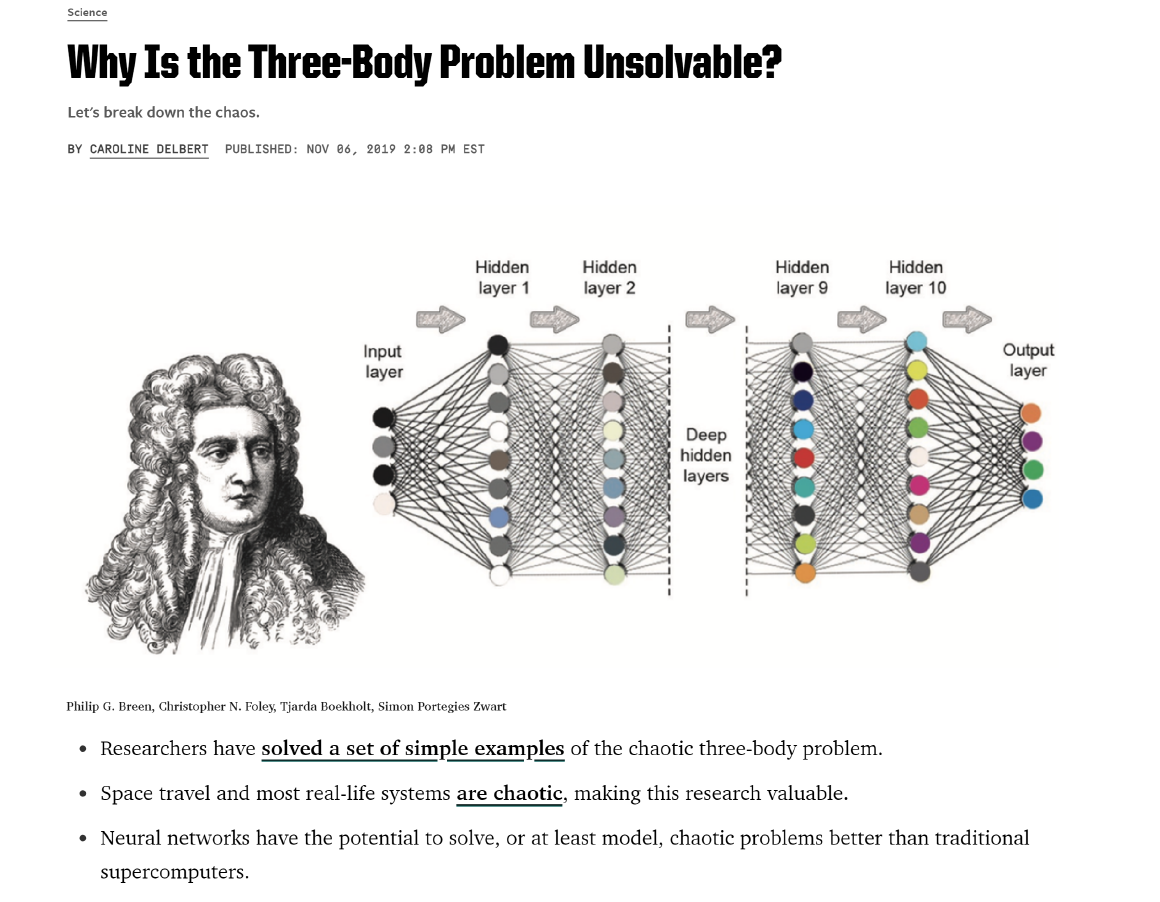 Science
Why Is the Three-Body Problem Unsolvable?
Let's break down the chaos.
BY CAROLINE DELBERT PUBLISHED: NOV 06, 2019 2:08 PM EST
Hidden layer 1
Hidden layer 2
Hidden layer 9
Hidden layer 10
Input layer
Output layer
Deep hidden layers
Philip G. Breen, Christopher N. Foley, Tjarda Boekholt, Simon Portegies Zwart
• Researchers have solved a set of simple examples of the chaotic three-body problem.
• Space travel and most real-life systems are chaotic, making this research valuable.
• Neural networks have the potential to solve, or at least model, chaotic problems better than traditional
supercomputers.